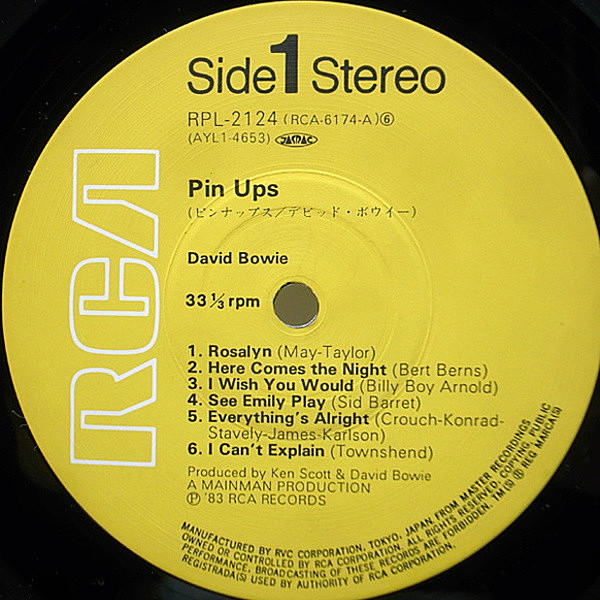 Side 1 Stereo
RPL-2124 (RCA-6174-A)⑥
(AYL1-4653) JASRAC
Pin Ups
(ピンナップス/デビッド・ボウイー)
David Bowie
33 1/3 rpm
RCA
1. Rosalyn (May-Taylor)
2. Here Comes the Night (Bert Berns)
3. I Wish You Would (Billy Boy Arnold)
4. See Emily Play (Sid Barret)
5. Everything's Alright (Crouch-Konrad-
Stavely-James-Karlson)
6. I Can't Explain (Townshend)
Produced by Ken Scott & David Bowie
A MAINMAN PRODUCTION
Ⓟ '83 RCA RECORDS
MANUFACTURED BY RVC CORPORATION, TOKYO, JAPAN, FROM MASTER RECORDINGS
OWNED OR CONTROLLED BY RCA CORPORATION. ALL RIGHTS RESERVED, COPYING, PUBLIC
PERFORMANCE, BROADCASTING OF THESE RECORDS ARE FORBIDDEN. TM(S) ® REG MARCA(S)
REGISTRADA(S) USED BY AUTHORITY OF RCA CORPORATION.